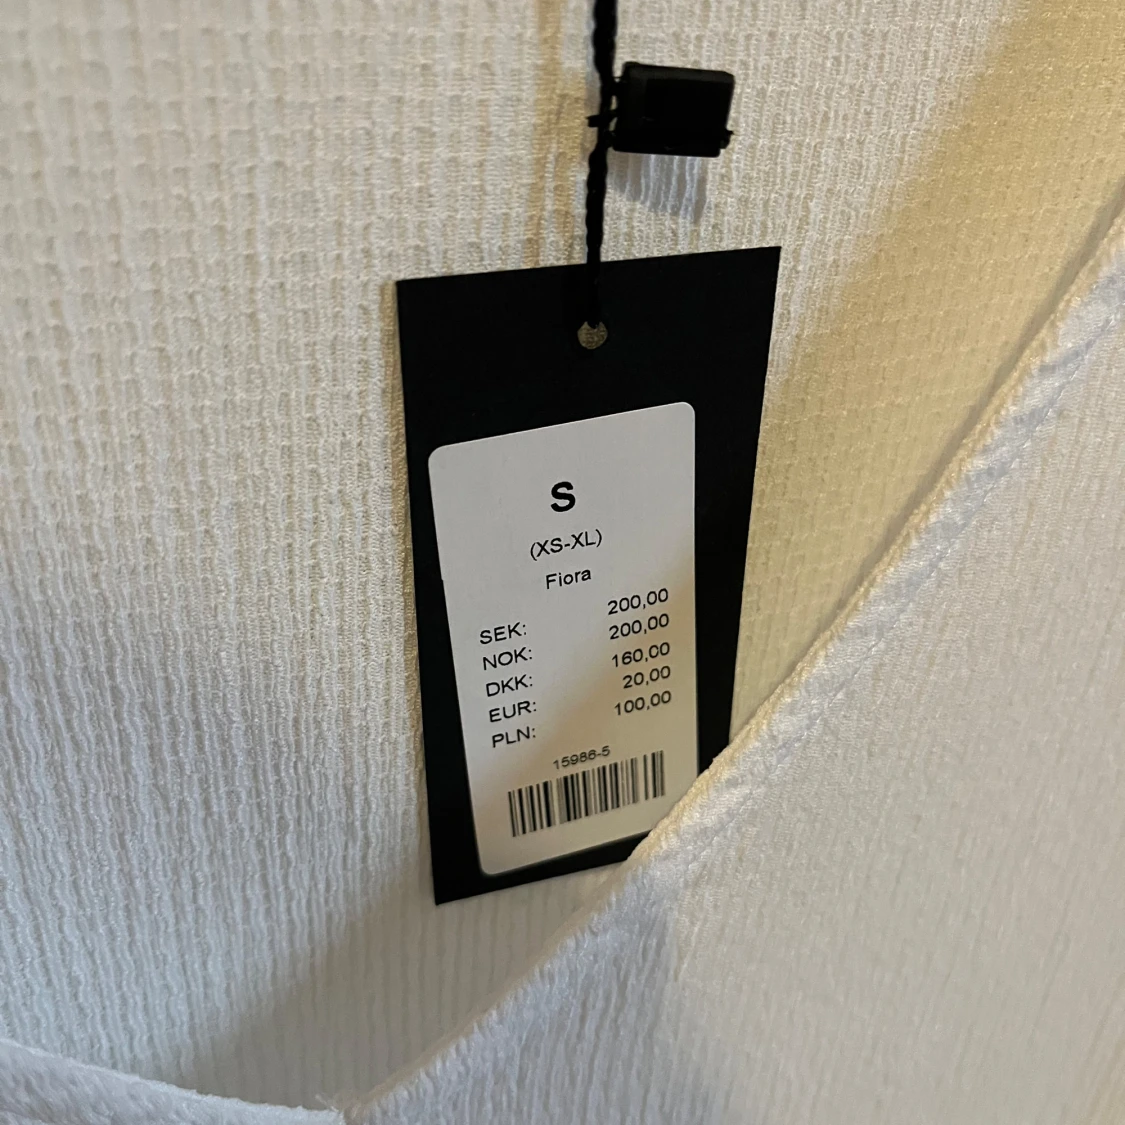 S
(XS-XL)
Fiora
SEK: 200,00
NOK: 200,00
DKK: 160,00
EUR: 20,00
PLN: 100,00
15986-5